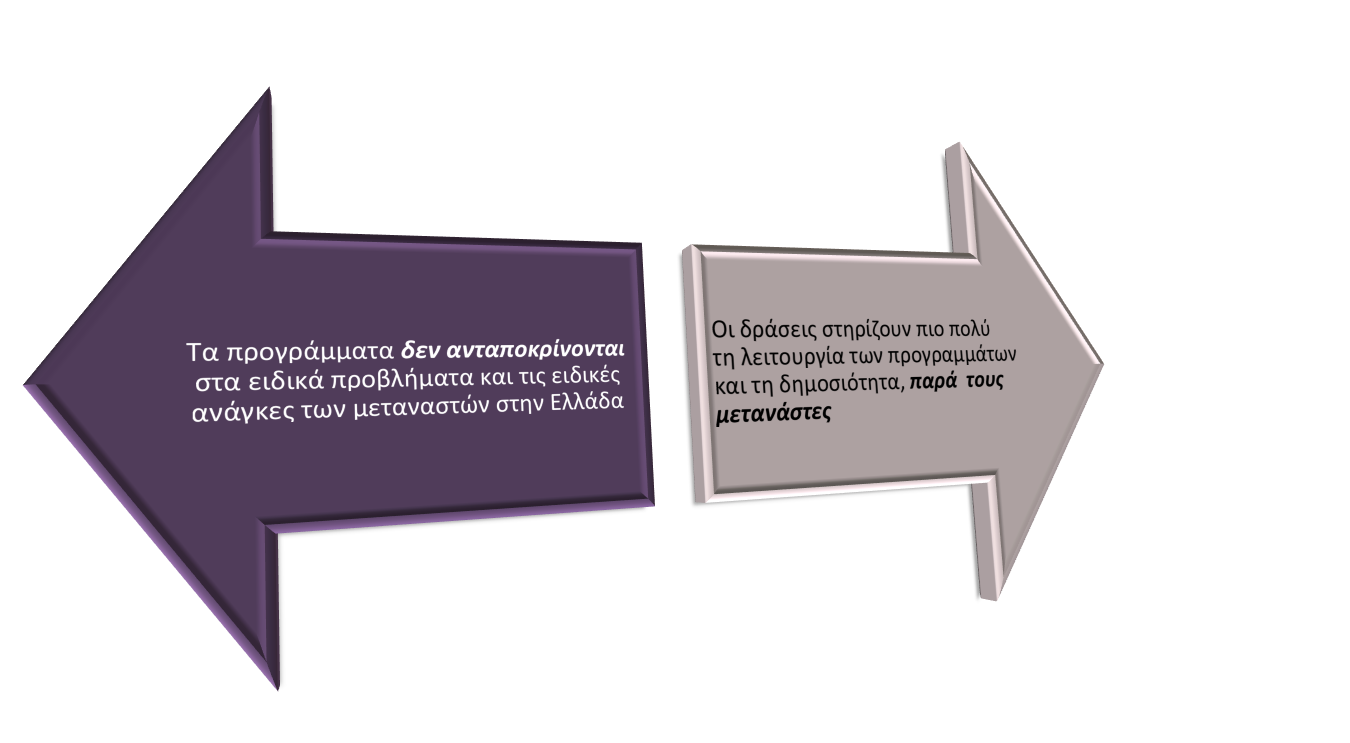 Τα προγράμματα δεν ανταποκρίνονται
στα ειδικά προβλήματα και τις ειδικές
ανάγκες των μεταναστών στην Ελλάδα
Οι δράσεις στηρίζουν πιο πολύ
τη λειτουργία των προγραμμάτων
και τη δημοσιότητα, παρά τους
μετανάστες